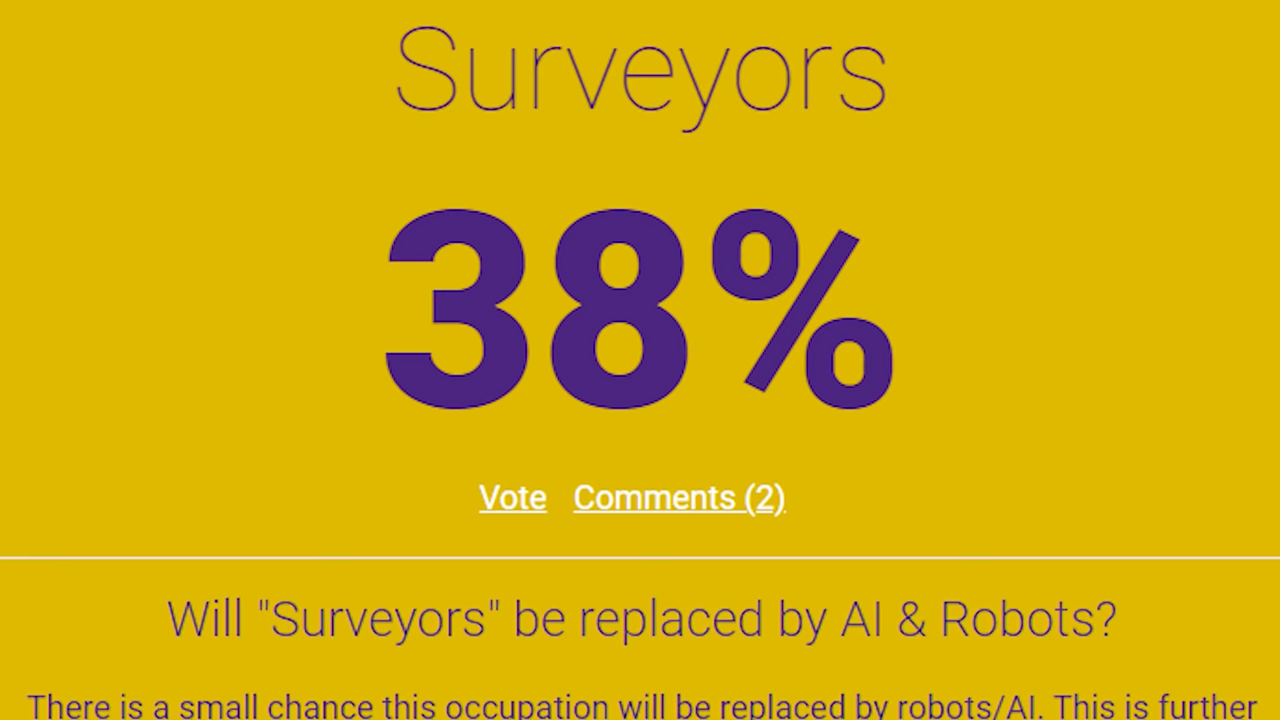 Surveyors
38%
Vote Comments (2)
Will "Surveyors" be replaced by AI & Robots?
There is a small chance this occupation will be replaced by robots/AI. This is further